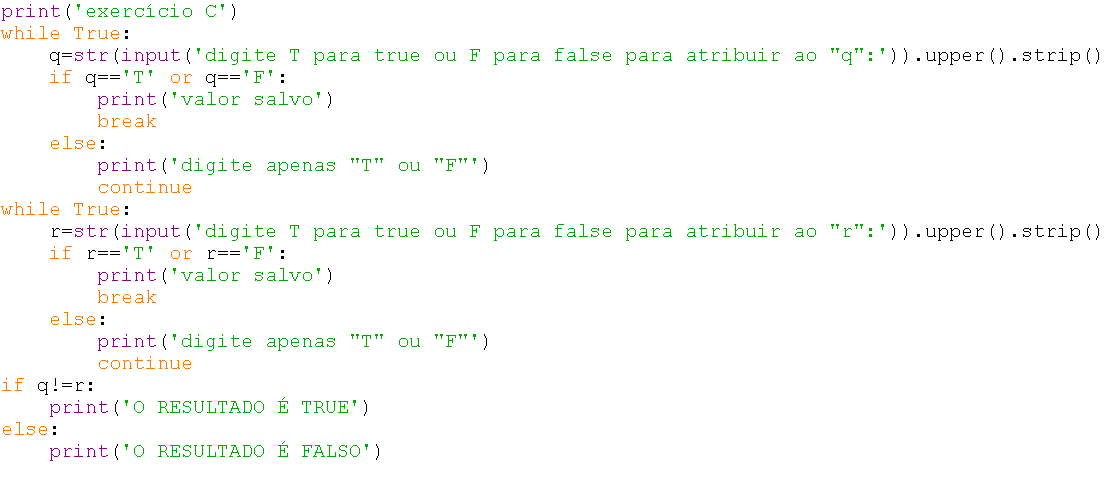 print('exercício C')
while True:
    q=str(input('digite T para true ou F para false para atribuir ao "q":')).upper().strip()
    if q=='T' or q=='F':
        print('valor salvo')
        break
    else:
        print('digite apenas "T" ou "F"')
        continue
while True:
    r=str(input('digite T para true ou F para false para atribuir ao "r":')).upper().strip()
    if r=='T' or r=='F':
        print('valor salvo')
        break
    else:
        print('digite apenas "T" ou "F"')
        continue
if q!=r:
    print('O RESULTADO É TRUE')
else:
    print('O RESULTADO É FALSO')